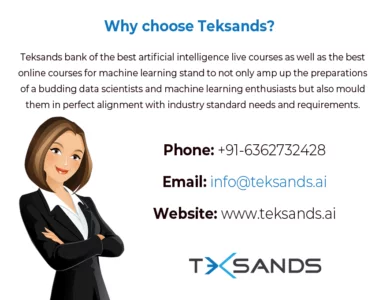 Why choose Teksands?
Teksands bank of the best artificial intelligence live courses as well as the best
online courses for machine learning stand to not only amp up the preparations
of a budding data scientists and machine learning enthusiasts but also mould
them in perfect alignment with industry standard needs and requirements.
Phone: +91-6362732428
Email: info@teksands.ai
Website: www.teksands.ai
TEKSANDS